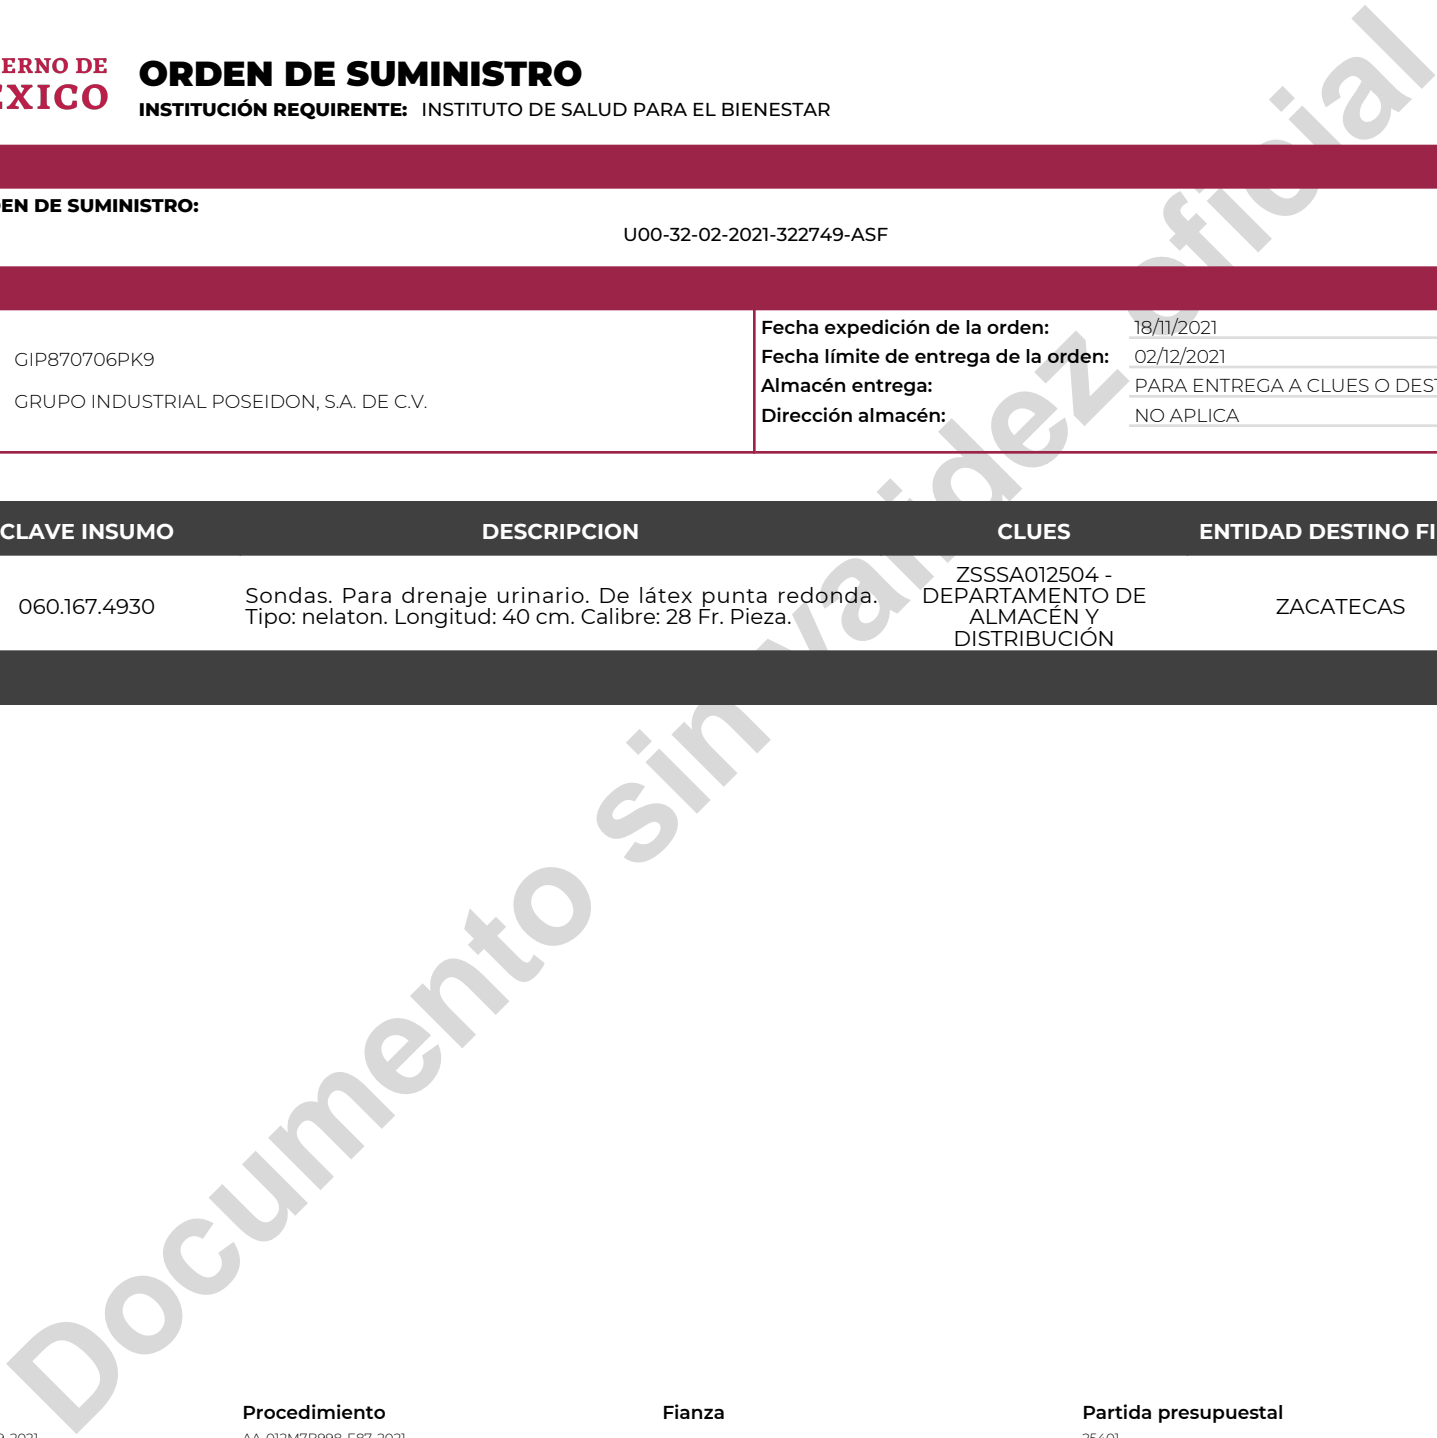 ERNO DE
EXICO
ORDEN DE SUMINISTRO
INSTITUCIÓN REQUIRENTE: INSTITUTO DE SALUD PARA EL BIENESTAR
EN DE SUMINISTRO:
U00-32-02-2021-322749-ASF
GIP870706PK9
GRUPO INDUSTRIAL POSEIDON, S.A. DE C.V.
Fecha expedición de la orden: 18/11/2021
Fecha límite de entrega de la orden: 02/12/2021
Almacén entrega: PARA ENTREGA A CLUES O DEST
Dirección almacén: NO APLICA
CLAVE INSUMO DESCRIPCION CLUES ENTIDAD DESTINO FI
060.167.4930
Sondas. Para drenaje urinario. De látex punta redonda.
Tipo: nelaton. Longitud: 40 cm. Calibre: 28 Fr. Pieza.
ZSSSA012504 -
DEPARTAMENTO DE
ALMACÉN Y
DISTRIBUCIÓN
ZACATECAS
Documento sin validez oficial
Procedimiento Fianza Partida presupuestal